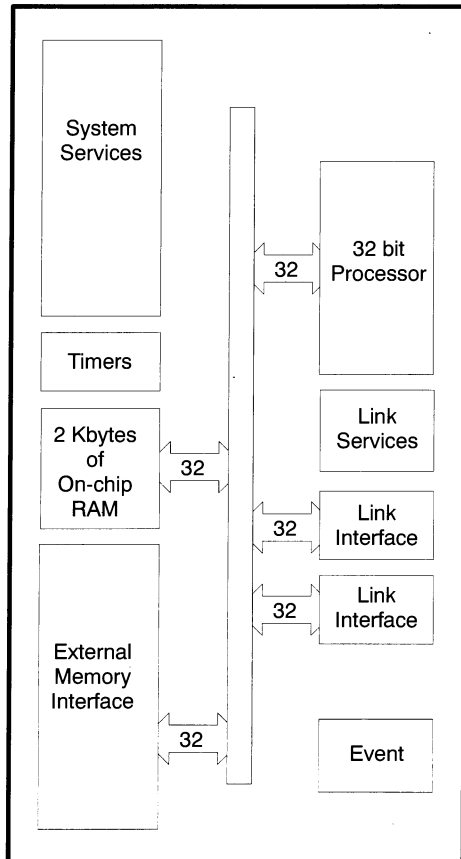 System
Services
Timers
2 Kbytes
of
On-chip
RAM
32
External
Memory
Interface
32
32
32 bit
Processor
Link
Services
32
Link
Interface
32
Link
Interface
Event